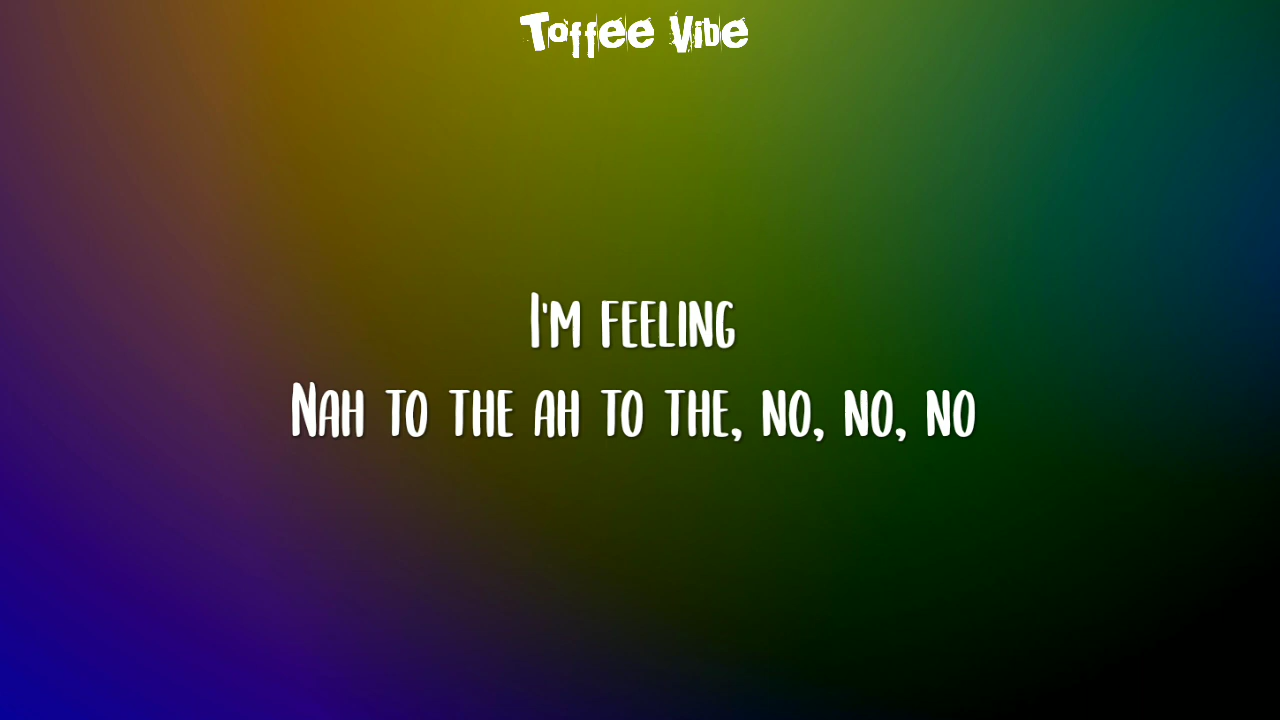 Toffee Vibe
I'm feeling
Nah to the ah to the, no, no, no